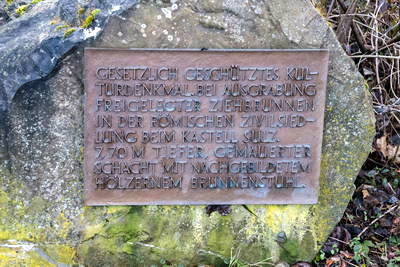 GESETZLICH GESCHÜTZTES KUL-
TURDENKMAL. BEI AUSGRABUNG
FREIGELEGTER ZIEHBRUNNEN
IN DER RÖMISCHEN ZIVILSIED-
LUNG BEIM KASTELL SULZ.
7,70 M TIEFER, GEMAUERTER
SCHACHT MIT NACHGEBILDETEM
HÖLZERNEM BRUNNENSTUHL.